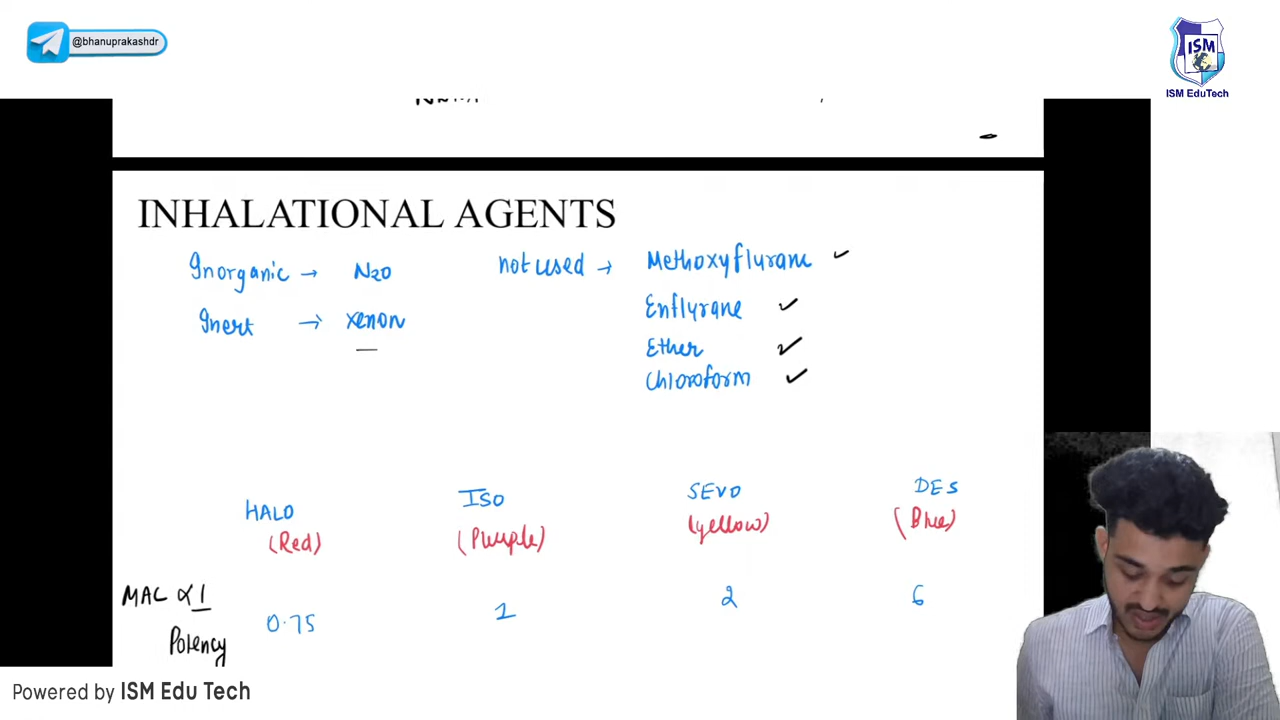 @bhanuprakashdr
ISM
ISM EduTech
INHALATIONAL AGENTS
Inorganic → N2O
Inert → xenon
not used → Methoxyflurane ✓
Enflurane ✓
Ether ✓
Chloroform ✓
HALO ISO SEVO DES
(Red) (Purple) (yellow) (Blue)
MAC ∝ 1
Potency
0.75 1 2 6
Powered by ISM Edu Tech